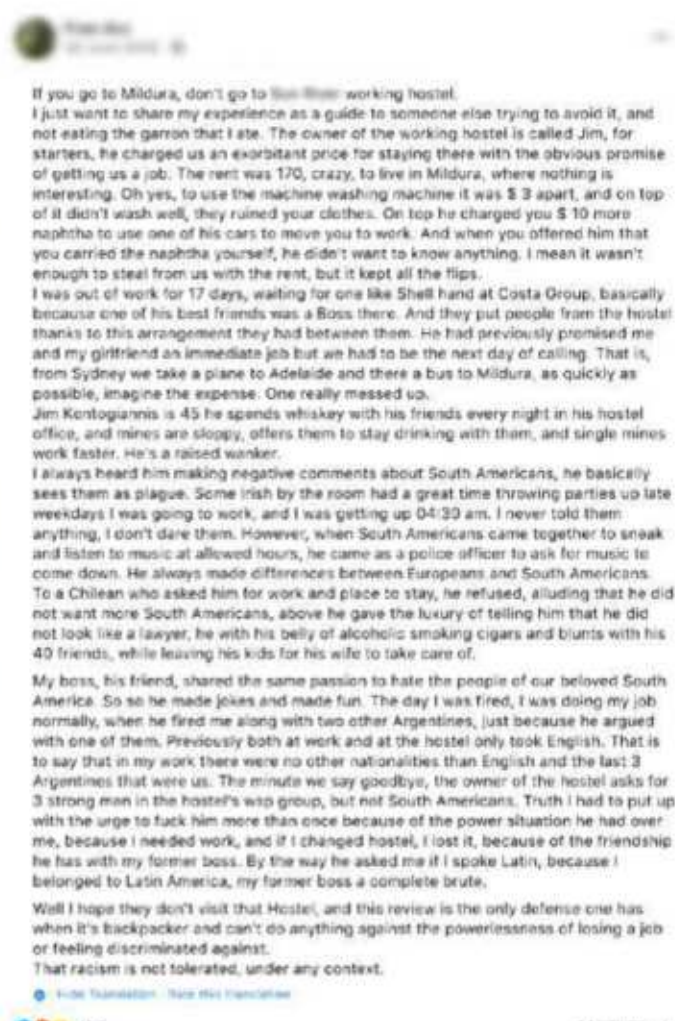 If you go to Mildura, don't go to working hostel.
I just want to share my experience as a guide to someone else trying to avoid it, and
not eating the garron that I ate. The owner of the working hostel is called Jim, for
starters, he charged us an exorbitant price for staying there with the obvious promise
of getting us a job. The rent was 170, crazy, to live in Mildura, where nothing is
interesting. Oh yes, to use the machine washing machine it was $ 3 apart, and on top
of it didn't wash well, they ruined your clothes. On top he charged you $ 10 more
naphtha to use one of his cars to move you to work. And when you offered him that
you carried the naphtha yourself, he didn't want to know anything. I mean it wasn't
enough to steal from us with the rent, but it kept all the flips.
I was out of work for 17 days, waiting for one like Shell hand at Costa Group, basically
because one of his best friends was a Boss there. And they put people from the hostel
thanks to this arrangement they had between them. He had previously promised me
and my girlfriend an immediate job but we had to be the next day of calling. That is,
from Sydney we take a plane to Adelaide and there a bus to Mildura, as quickly as
possible, imagine the expense. One really messed up.
Jim Kontogiannis is 45 he spends whiskey with his friends every night in his hostel
office, and mines are sloppy, offers them to stay drinking with them, and single mines
work faster. He's a raised wanker.
I always heard him making negative comments about South Americans, he basically
sees them as plague. Some Irish by the room had a great time throwing parties up late
weekdays I was going to work, and I was getting up 04:30 am. I never told them
anything, I don't dare them. However, when South Americans came together to sneak
and listen to music at allowed hours, he came as a police officer to ask for music to
come down. He always made differences between Europeans and South Americans.
To a Chilean who asked him for work and place to stay, he refused, alluding that he did
not want more South Americans, above he gave the luxury of telling him that he did
not look like a lawyer, he with his belly of alcoholic smoking cigars and blunts with his
40 friends, while leaving his kids for his wife to take care of.
My boss, his friend, shared the same passion to hate the people of our beloved South
America. So so he made jokes and made fun. The day I was fired, I was doing my job
normally, when he fired me along with two other Argentines, just because he argued
with one of them. Previously both at work and at the hostel only took English. That is
to say that in my work there were no other nationalities than English and the last 3
Argentines that were us. The minute we say goodbye, the owner of the hostel asks for
3 strong men in the hostel's wsp group, but not South Americans. Truth I had to put up
with the urge to fuck him more than once because of the power situation he had over
me, because I needed work, and if I changed hostel, I lost it, because of the friendship
he has with my former boss. By the way he asked me if I spoke Latin, because I
belonged to Latin America, my former boss a complete brute.
Well I hope they don't visit that Hostel, and this review is the only defense one has
when it's backpacker and can't do anything against the powerlessness of losing a job
or feeling discriminated against.
That racism is not tolerated, under any context.
Hide Translation · Rate this translation